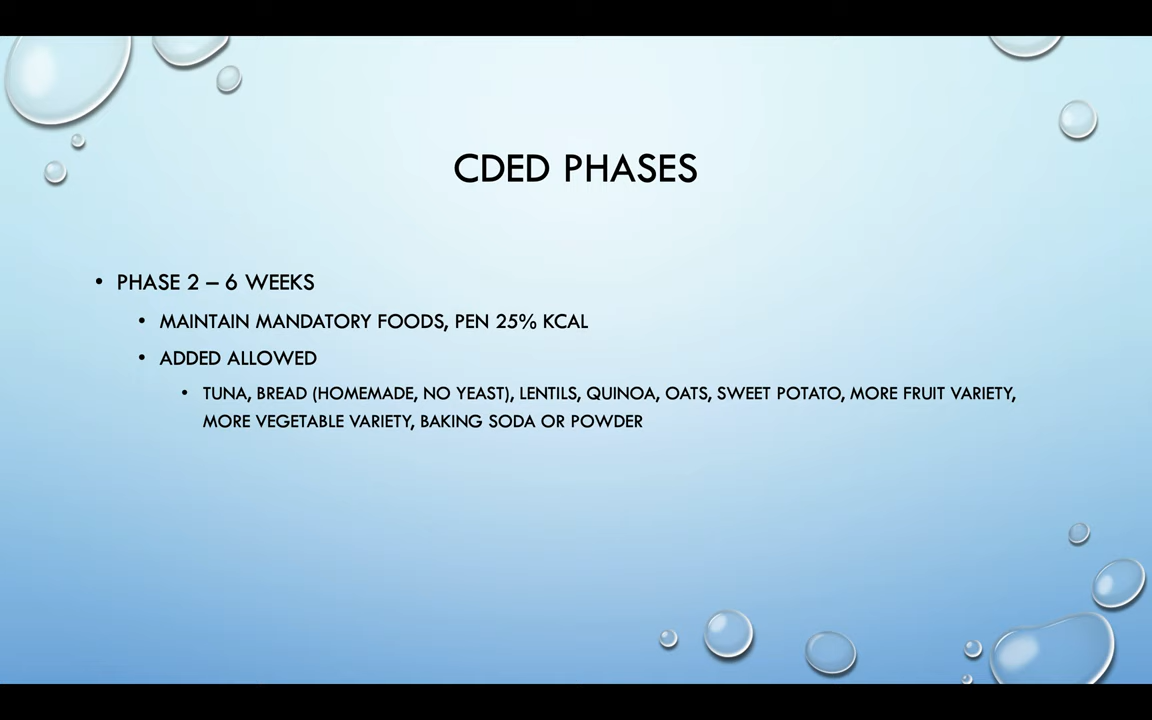 CDED PHASES
• PHASE 2 – 6 WEEKS
• MAINTAIN MANDATORY FOODS, PEN 25% KCAL
• ADDED ALLOWED
• TUNA, BREAD (HOMEMADE, NO YEAST), LENTILS, QUINOA, OATS, SWEET POTATO, MORE FRUIT VARIETY,
MORE VEGETABLE VARIETY, BAKING SODA OR POWDER